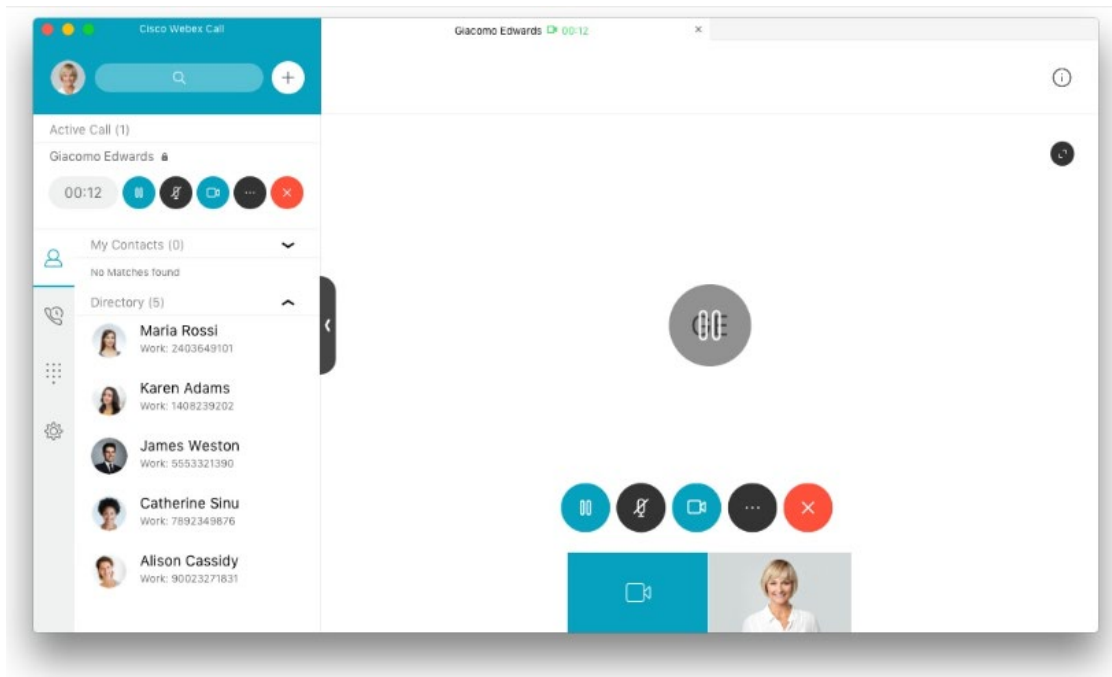 Cisco Webex Call
Giacomo Edwards 00:12
Active Call (1)
Giacomo Edwards
00:12
My Contacts (0)
No Matches found
Directory (5)
Maria Rossi
Work: 2403649101
Karen Adams
Work: 1408239202
James Weston
Work: 5553321390
Catherine Sinu
Work: 7892349876
Alison Cassidy
Work: 90023271831
GE